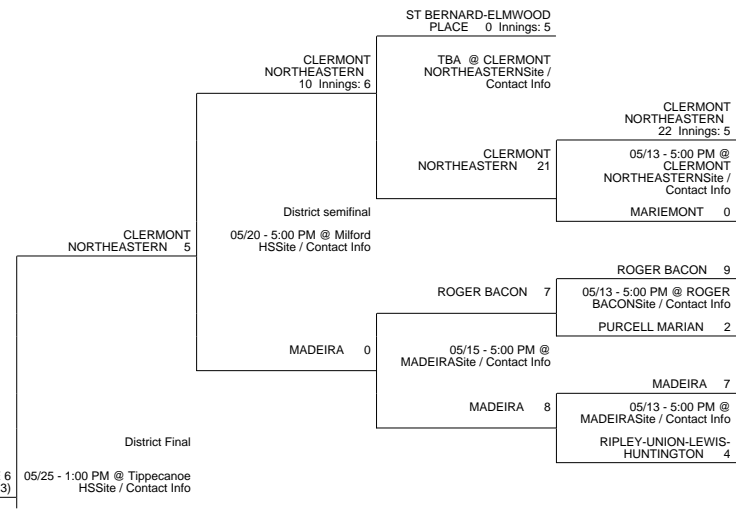 ST BERNARD-ELMWOOD
PLACE 0 Innings: 5
CLERMONT
NORTHEASTERN
10 Innings: 6
TBA @ CLERMONT
NORTHEASTERNSite /
Contact Info
CLERMONT
NORTHEASTERN
22 Innings: 5
CLERMONT
NORTHEASTERN 21
05/13 - 5:00 PM @
CLERMONT
NORTHEASTERNSite /
Contact Info
MARIEMONT 0
District semifinal
05/20 - 5:00 PM @ Milford
HSSite / Contact Info
CLERMONT
NORTHEASTERN 5
ROGER BACON 9
ROGER BACON 7
05/13 - 5:00 PM @ ROGER
BACONSite / Contact Info
PURCELL MARIAN 2
MADEIRA 0
05/15 - 5:00 PM @
MADEIRASite / Contact Info
MADEIRA 7
MADEIRA 8
05/13 - 5:00 PM @
MADEIRASite / Contact Info
RIPLEY-UNION-LEWIS-
HUNTINGTON 4
District Final
6
3)
05/25 - 1:00 PM @ Tippecanoe
HSSite / Contact Info